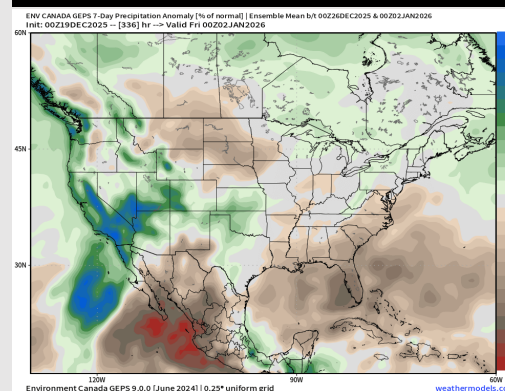 ENV CANADA GEPS 7-Day Precipitation Anomaly [% of normal] | Ensemble Mean b/t 00Z26DEC2025 & 00Z02JAN2026
Init: 00Z19DEC2025 -- [336] hr --> Valid Fri 00Z02JAN2026
60N
45N
30N
120W
90W
60W
Environment Canada GEPS 9.0.0 [June 2024] | 0.25° uniform grid
weathermodels.co